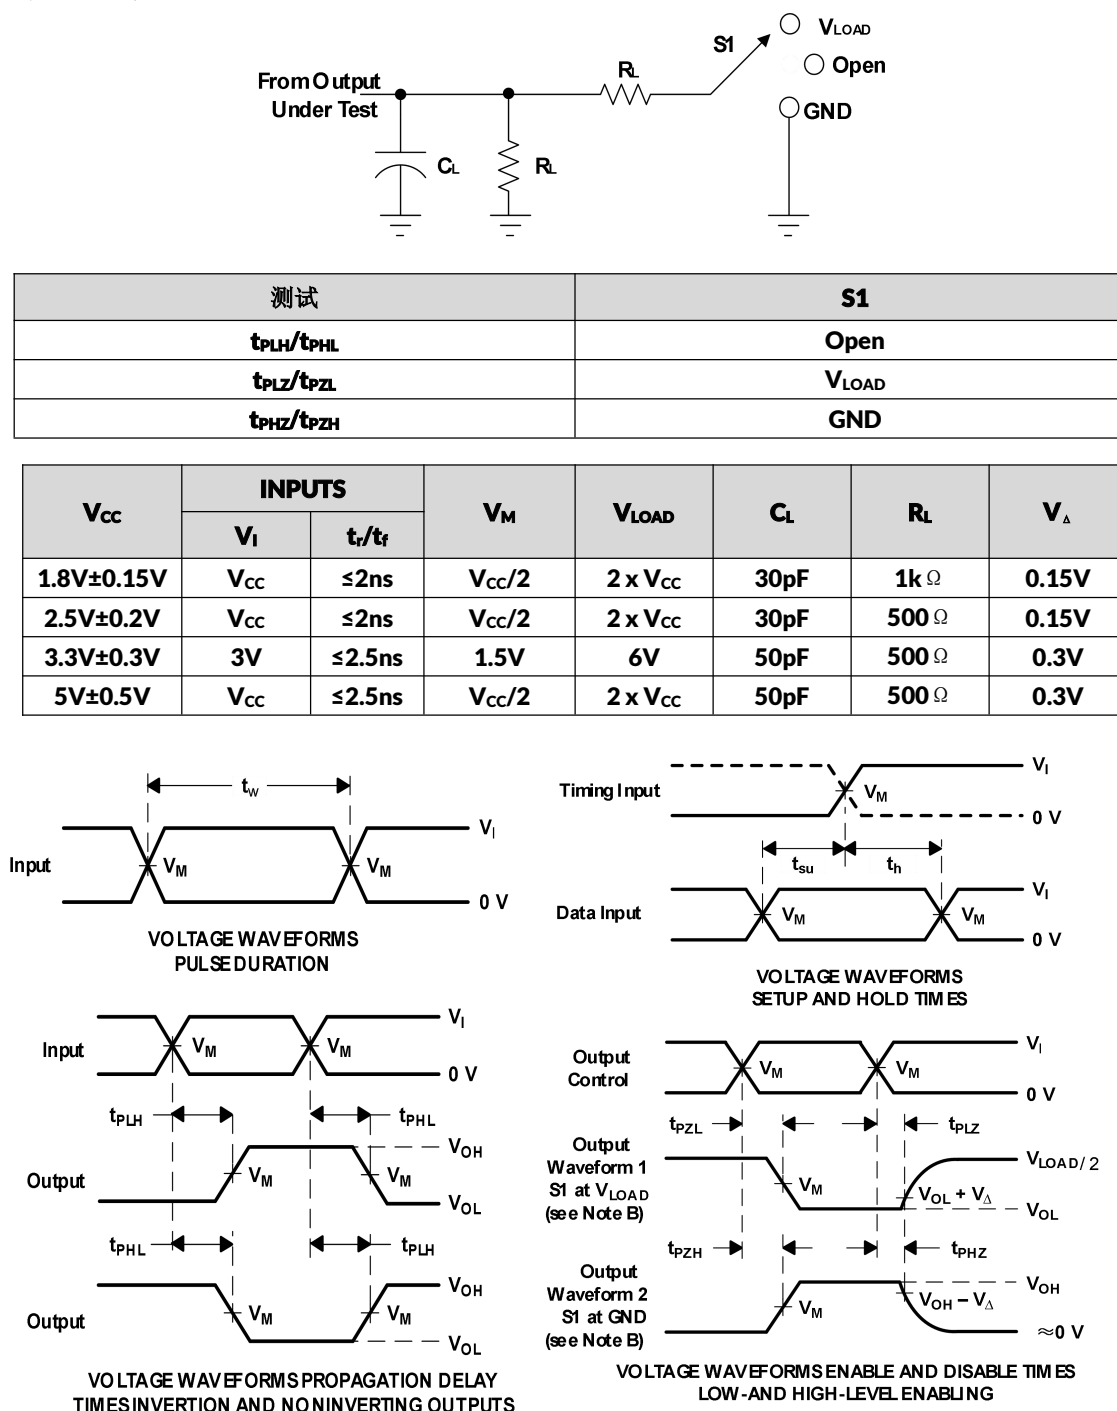 VLOAD
S1
Open
RL
From Output
Under Test
GND
CL
RL
测试 S1
tPLH/tPHL Open
tPLZ/tPZL VLOAD
tPHZ/tPZH GND
VCC INPUTS VM VLOAD CL RL VΔ
VI tr/tf
1.8V±0.15V VCC ≤2ns VCC/2 2 x VCC 30pF 1kΩ 0.15V
2.5V±0.2V VCC ≤2ns VCC/2 2 x VCC 30pF 500Ω 0.15V
3.3V±0.3V 3V ≤2.5ns 1.5V 6V 50pF 500Ω 0.3V
5V±0.5V VCC ≤2.5ns VCC/2 2 x VCC 50pF 500Ω 0.3V
tw
VI
Input
VM
VM
0 V
VOLTAGE WAVEFORMS
PULSE DURATION
VI
Timing Input
VM
0 V
tsu
th
VI
Data Input
VM
VM
0 V
VOLTAGE WAVEFORMS
SETUP AND HOLD TIMES
VI
Input
VM
VM
0 V
tPLH
tPHL
VOH
Output
VM
VM
VOL
tPHL
tPLH
VOH
Output
VM
VM
VOL
VOLTAGE WAVEFORMS PROPAGATION DELAY
TIMES INVERTION AND NONINVERTING OUTPUTS
VI
Output
Control
VM
VM
0 V
tPZL
tPLZ
Output
Waveform 1
S1 at VLOAD
(see Note B)
VLOAD/2
VM
VOL + VΔ
VOL
tPZH
tPHZ
Output
Waveform 2
S1 at GND
(see Note B)
VOH
VM
VOH – VΔ
≈0 V
VOLTAGE WAVEFORMS ENABLE AND DISABLE TIMES
LOW-AND HIGH-LEVEL ENABLING